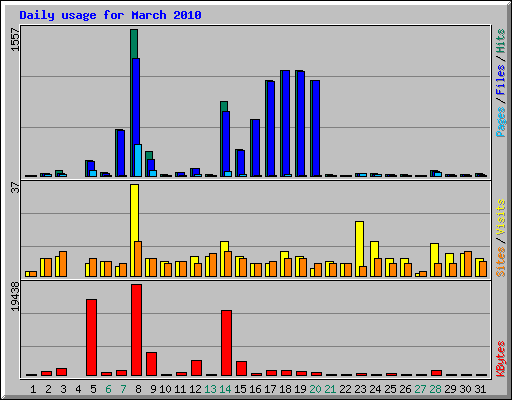 Daily usage for March 2010
1557
Pages / Files / Hits
37
Sites / Visits
19438
KBytes
1 2 3 4 5 6 7 8 9 10 11 12 13 14 15 16 17 18 19 20 21 22 23 24 25 26 27 28 29 30 31